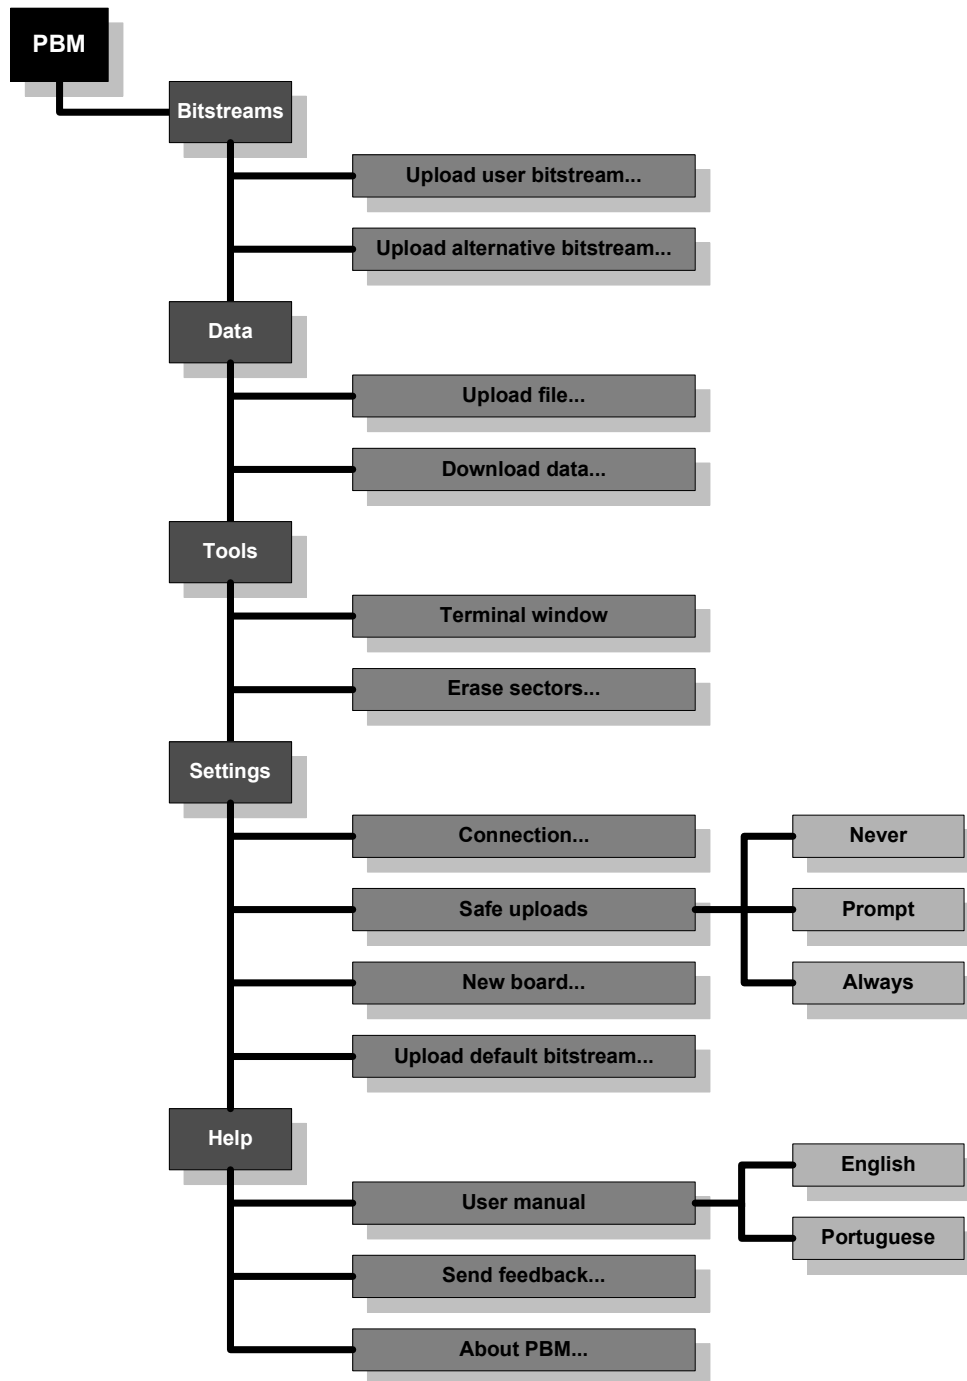 PBM
Bitstreams
Upload user bitstream...
Upload alternative bitstream...
Data
Upload file...
Download data...
Tools
Terminal window
Erase sectors...
Settings
Connection...
Never
Safe uploads
Prompt
New board...
Always
Upload default bitstream...
Help
English
User manual
Portuguese
Send feedback...
About PBM...